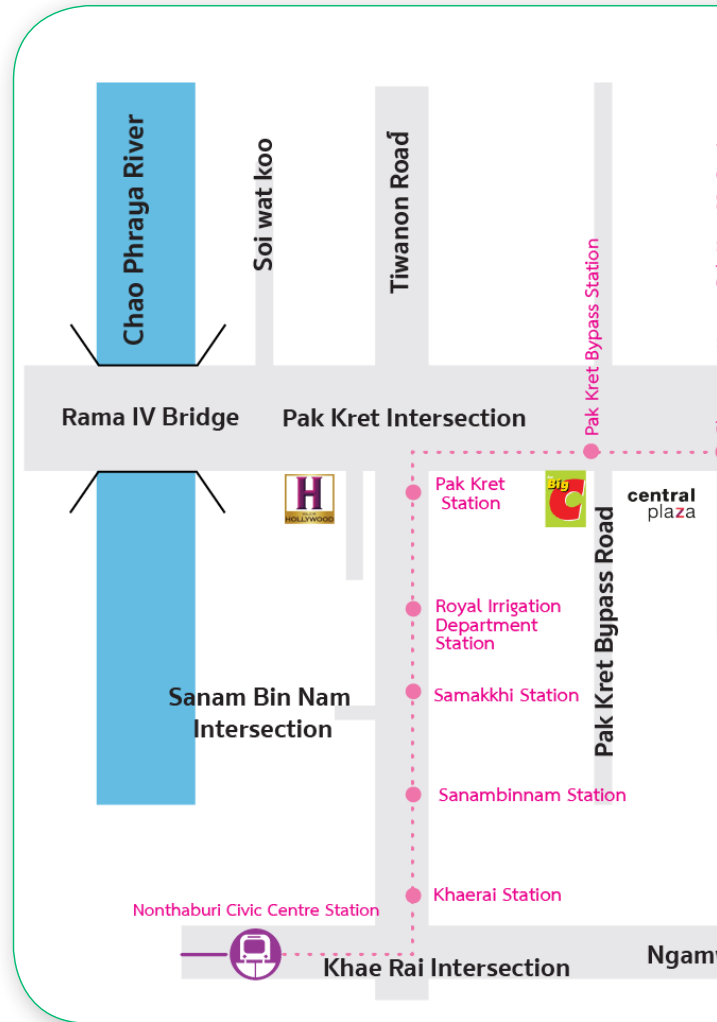 Chao Phraya River
Soi wat koo
Tiwanon Road
Pak Kret Bypass Station
Rama IV Bridge
Pak Kret Intersection
H
HOLLYWOOD
Pak Kret
Station
Big
C
central
plaza
Pak Kret Bypass Road
Royal Irrigation
Department
Station
Sanam Bin Nam
Intersection
Samakkhi Station
Sanambinnam Station
Khaerai Station
Nonthaburi Civic Centre Station
Khae Rai Intersection